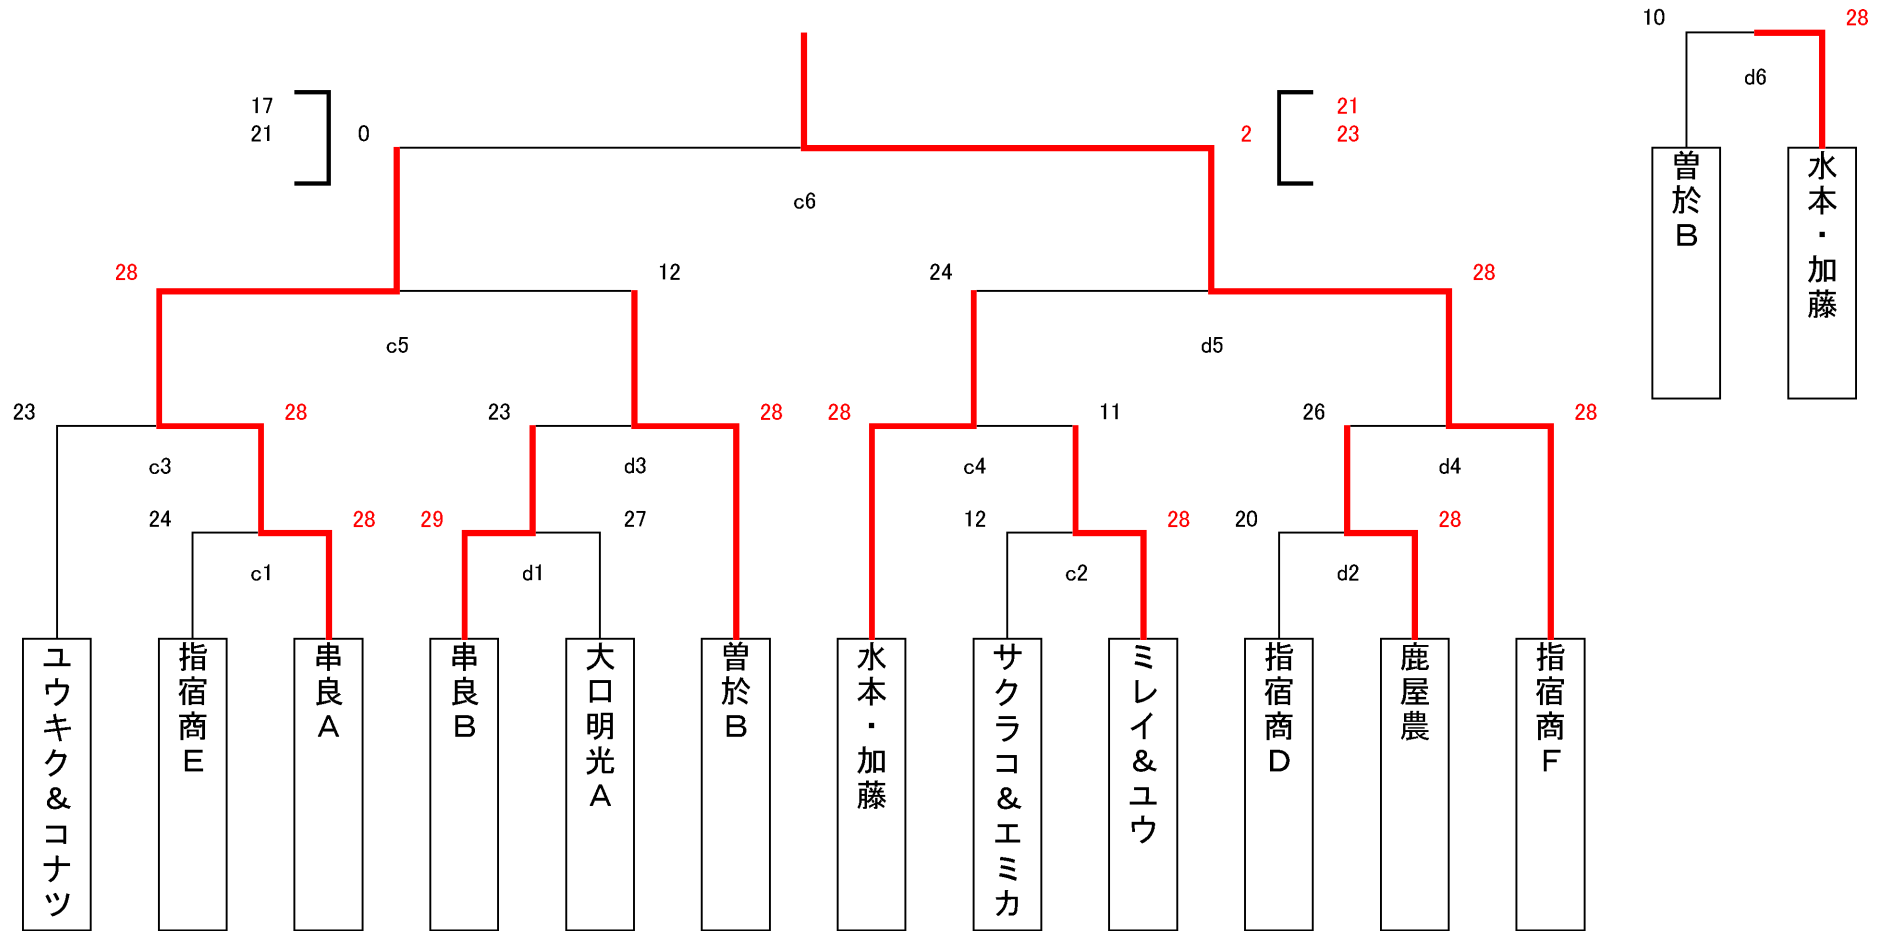 10
28
d6
曽於B
水本・加藤
17
21
0
2
21
23
c6
28
12
24
28
c5
d5
23
28
23
28
28
11
26
28
c3
d3
c4
d4
24
28
29
27
12
28
20
28
c1
d1
c2
d2
ユウキク&コナツ
指宿商E
串良A
串良B
大口明光A
曽於B
水本・加藤
サクラコ&エミカ
ミレイ&ユウ
指宿商D
鹿屋農
指宿商F